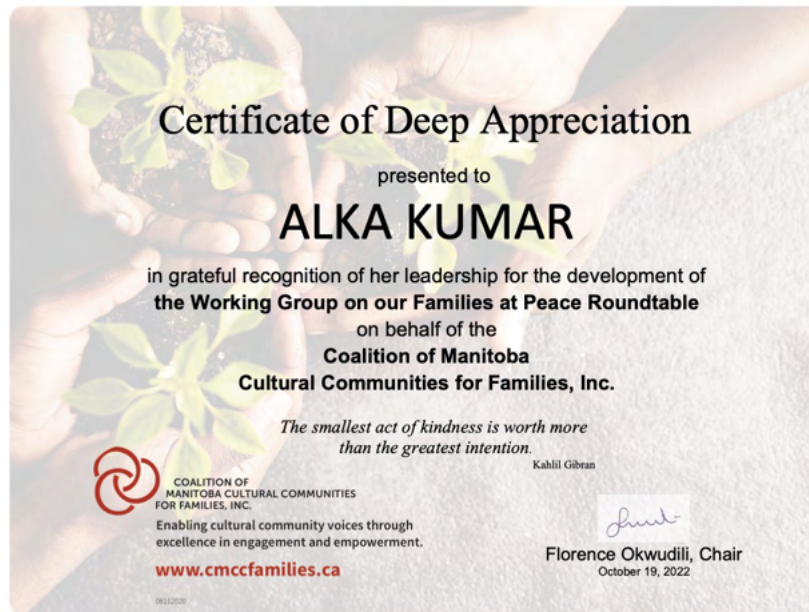 Certificate of Deep Appreciation
presented to
ALKA KUMAR
in grateful recognition of her leadership for the development of
the Working Group on our Families at Peace Roundtable
on behalf of the
Coalition of Manitoba
Cultural Communities for Families, Inc.
The smallest act of kindness is worth more
than the greatest intention.
Kahlil Gibran
COALITION OF
MANITOBA CULTURAL COMMUNITIES
FOR FAMILIES, INC.
Enabling cultural community voices through
excellence in engagement and empowerment.
www.cmccfamilies.ca
Florence Okwudili, Chair
October 19, 2022